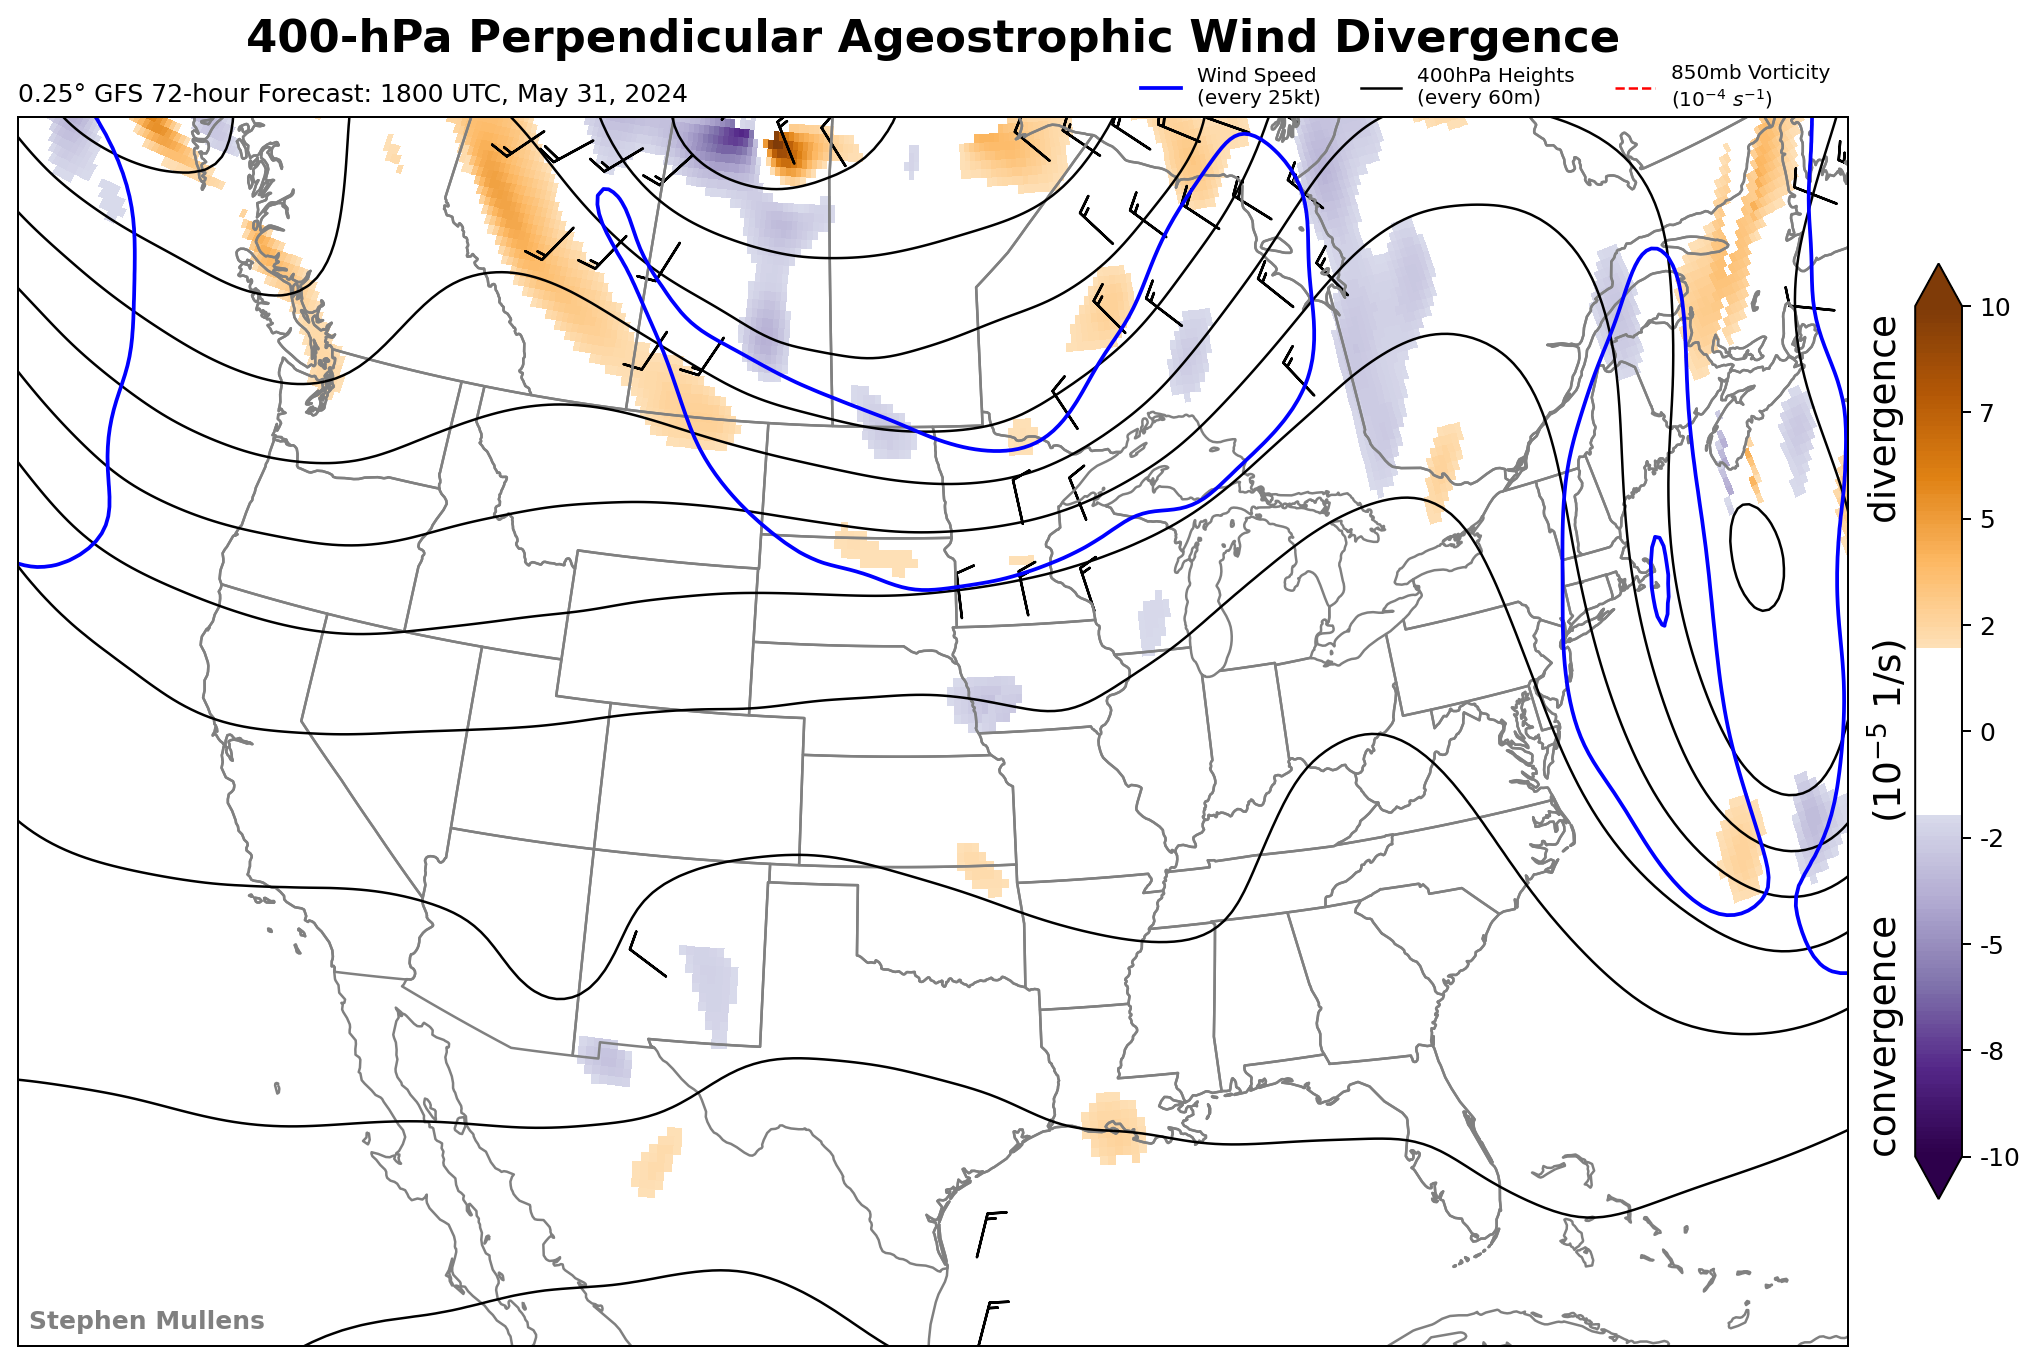 400-hPa Perpendicular Ageostrophic Wind Divergence
0.25° GFS 72-hour Forecast: 1800 UTC, May 31, 2024
Wind Speed
(every 25kt)
400hPa Heights
(every 60m)
850mb Vorticity
(10⁻⁴ s⁻¹)
10
7
5
2
0
-2
-5
-8
-10
convergence (10⁻⁵ 1/s) divergence
Stephen Mullens